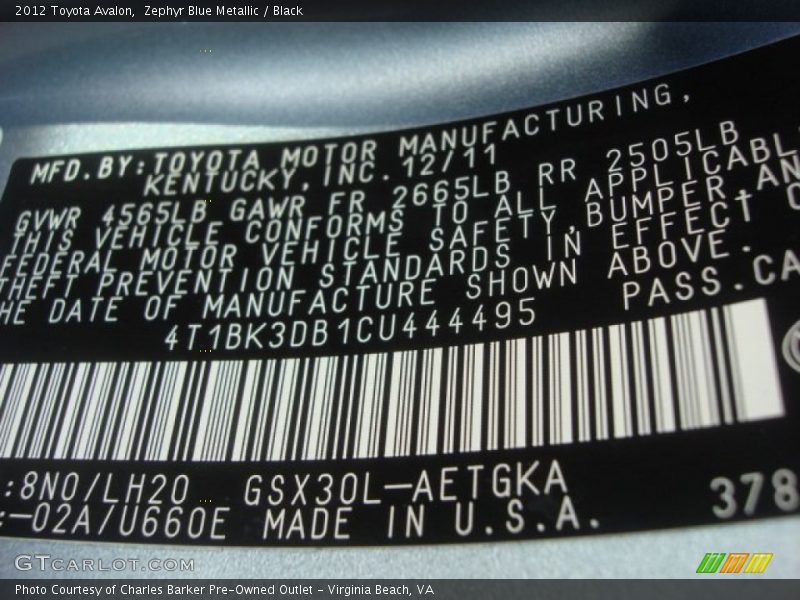 2012 Toyota Avalon,  Zephyr Blue Metallic / Black
MFD.BY:TOYOTA MOTOR MANUFACTURING,
KENTUCKY,INC. 12/11
GVWR 4565LB GAWR FR 2665LB RR 2505LB
THIS VEHICLE CONFORMS TO ALL APPLICABL
FEDERAL MOTOR VEHICLE SAFETY,BUMPER,AN
THEFT PREVENTION STANDARDS IN EFFECT O
HE DATE OF MANUFACTURE SHOWN ABOVE.
4T1BK3DB1CU444495 PASS.CA
:8N0/LH20 GSX30L-AETGKA
:-02A/U660E MADE IN U.S.A. 378
GTCARLOT.COM
Photo Courtesy of Charles Barker Pre-Owned Outlet - Virginia Beach, VA